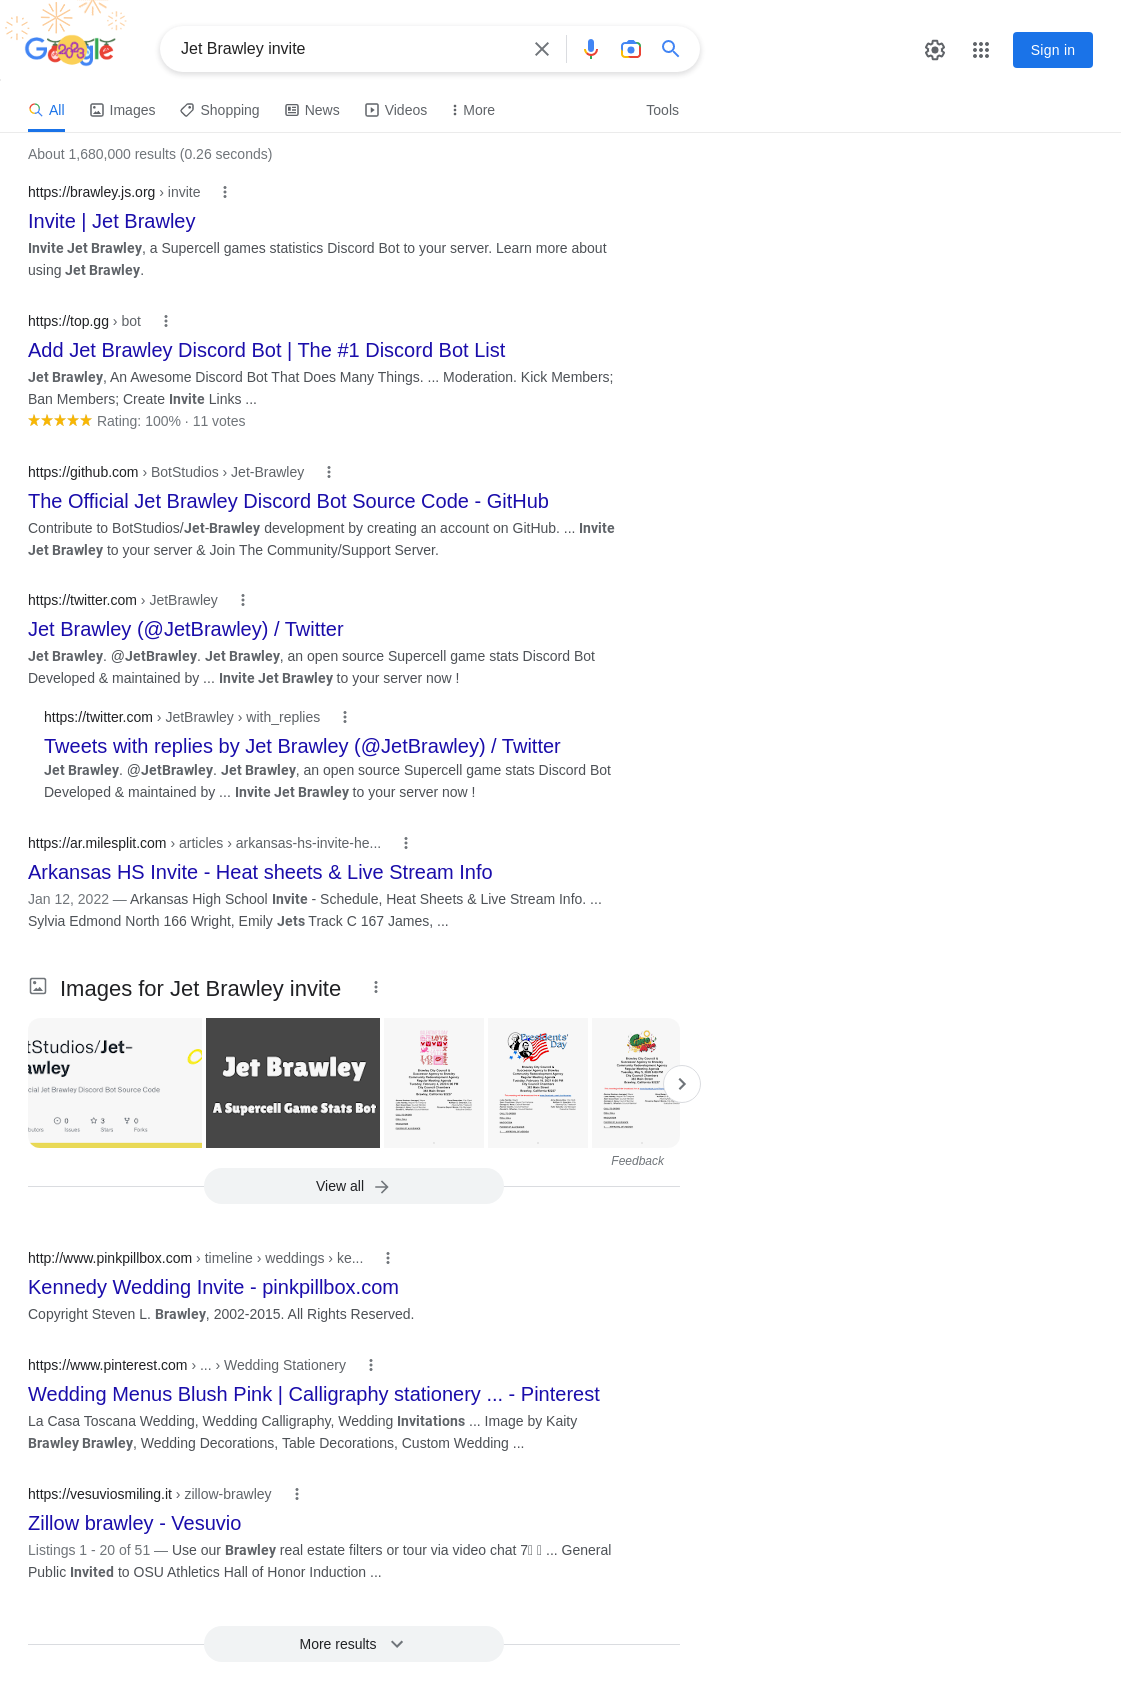 Google
Jet Brawley invite
Sign in
All
Images
Shopping
News
Videos
More
Tools
About 1,680,000 results (0.26 seconds)
https://brawley.js.org › invite
Invite | Jet Brawley
Invite Jet Brawley, a Supercell games statistics Discord Bot to your server. Learn more about
using Jet Brawley.
https://top.gg › bot
Add Jet Brawley Discord Bot | The #1 Discord Bot List
Jet Brawley, An Awesome Discord Bot That Does Many Things. ... Moderation. Kick Members;
Ban Members; Create Invite Links ...
Rating: 100% · 11 votes
https://github.com › BotStudios › Jet-Brawley
The Official Jet Brawley Discord Bot Source Code - GitHub
Contribute to BotStudios/Jet-Brawley development by creating an account on GitHub. ... Invite
Jet Brawley to your server & Join The Community/Support Server.
https://twitter.com › JetBrawley
Jet Brawley (@JetBrawley) / Twitter
Jet Brawley. @JetBrawley. Jet Brawley, an open source Supercell game stats Discord Bot
Developed & maintained by ... Invite Jet Brawley to your server now !
https://twitter.com › JetBrawley › with_replies
Tweets with replies by Jet Brawley (@JetBrawley) / Twitter
Jet Brawley. @JetBrawley. Jet Brawley, an open source Supercell game stats Discord Bot
Developed & maintained by ... Invite Jet Brawley to your server now !
https://ar.milesplit.com › articles › arkansas-hs-invite-he...
Arkansas HS Invite - Heat sheets & Live Stream Info
Jan 12, 2022 — Arkansas High School Invite - Schedule, Heat Sheets & Live Stream Info. ...
Sylvia Edmond North 166 Wright, Emily Jets Track C 167 James, ...
Images for Jet Brawley invite
tStudios/Jet-
awley
cial Jet Brawley Discord Bot Source Code
0
3
0
Issues
Stars
Forks
Jet Brawley
A Supercell Game Stats Bot
Presidents'
Day
Feedback
View all
http://www.pinkpillbox.com › timeline › weddings › ke...
Kennedy Wedding Invite - pinkpillbox.com
Copyright Steven L. Brawley, 2002-2015. All Rights Reserved.
https://www.pinterest.com › ... › Wedding Stationery
Wedding Menus Blush Pink | Calligraphy stationery ... - Pinterest
La Casa Toscana Wedding, Wedding Calligraphy, Wedding Invitations ... Image by Kaity
Brawley Brawley, Wedding Decorations, Table Decorations, Custom Wedding ...
https://vesuviosmiling.it › zillow-brawley
Zillow brawley - Vesuvio
Listings 1 - 20 of 51 — Use our Brawley real estate filters or tour via video chat 7 ... General
Public Invited to OSU Athletics Hall of Honor Induction ...
More results